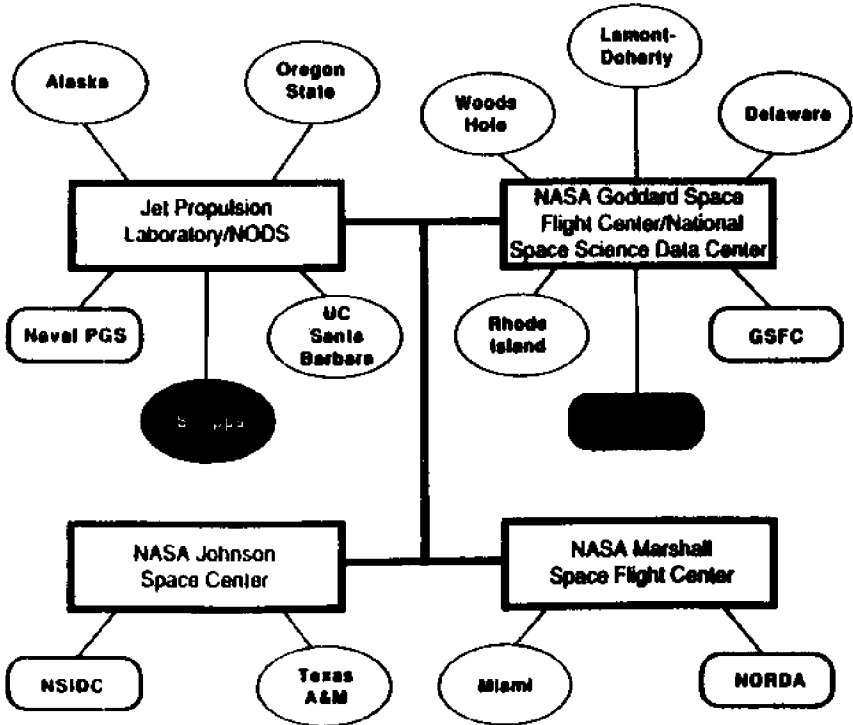 Alaska
Oregon
State
Lamont-
Doherty
Woods
Hole
Delaware
Jet Propulsion
Laboratory/NODS
NASA Goddard Space
Flight Center/National
Space Science Data Center
Naval PGS
UC
Santa
Barbara
Rhode
Island
GSFC
NASA Johnson
Space Center
NASA Marshall
Space Flight Center
NSIDC
Texas
A&M
Miami
NORDA